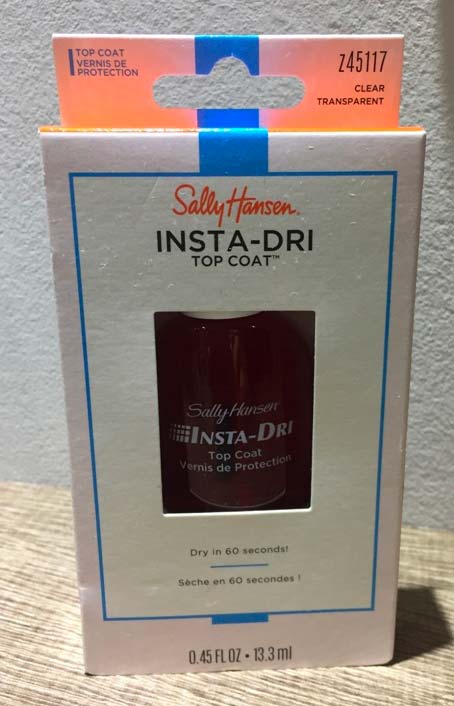 TOP COAT
VERNIS DE
PROTECTION
Z45117
CLEAR
TRANSPARENT
Sally Hansen.
INSTA-DRI
TOP COAT™
Sally Hansen
INSTA-DRI
Top Coat
Vernis de Protection
Dry in 60 seconds!
Sèche en 60 secondes !
0.45 FL OZ • 13.3 ml